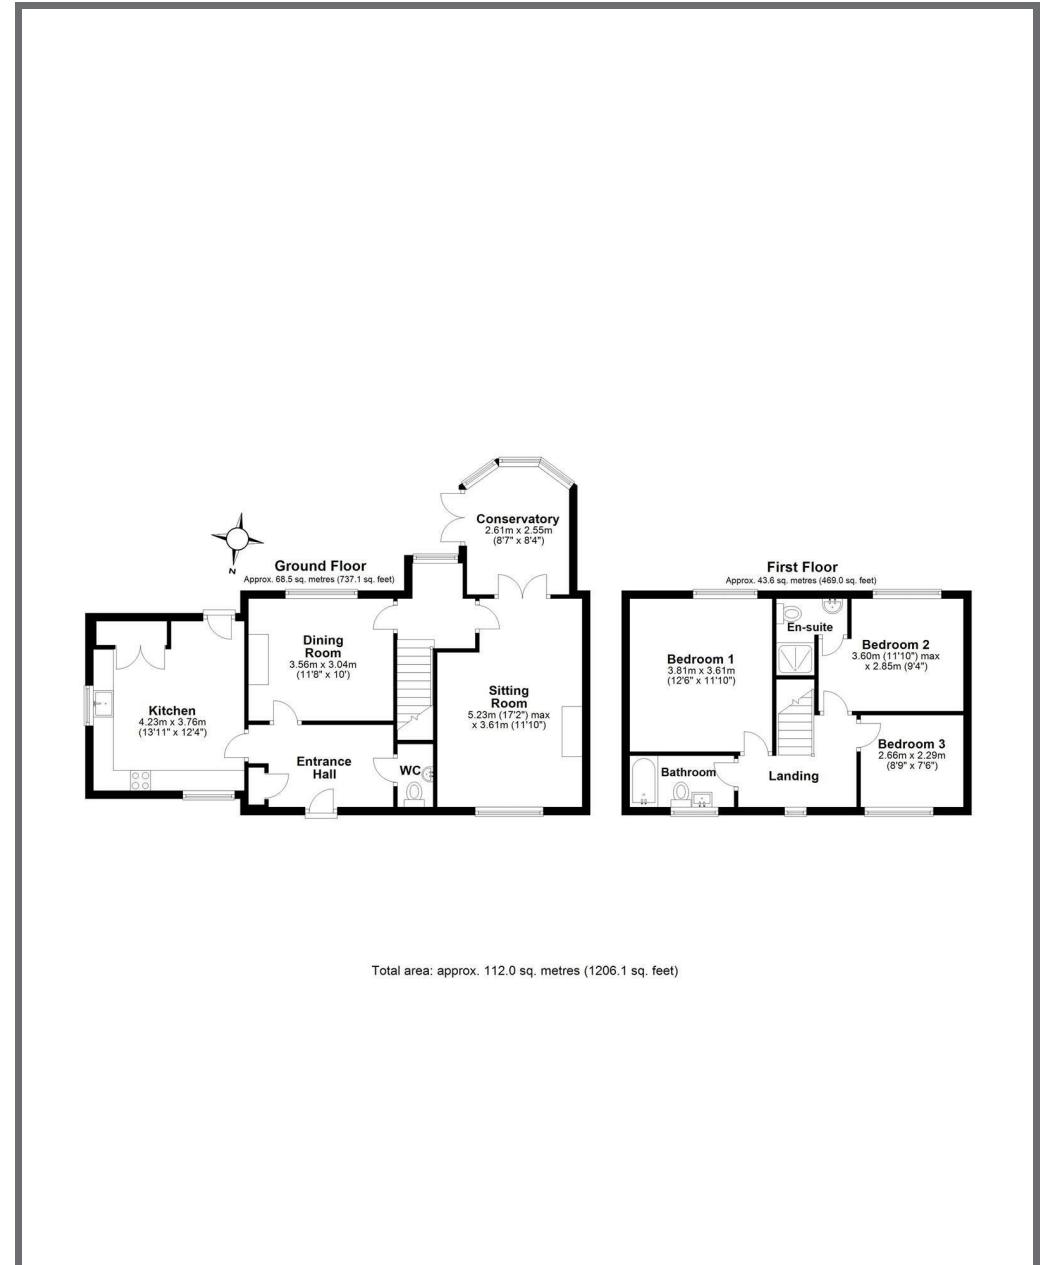 Ground Floor
Approx. 68.5 sq. metres (737.1 sq. feet)
N
Conservatory
2.61m x 2.55m
(8'7" x 8'4")
Dining
Room
3.56m x 3.04m
(11'8" x 10')
Kitchen
4.23m x 3.76m
(13'11" x 12'4")
Sitting
Room
5.23m (17'2") max
x 3.61m (11'10")
Entrance
Hall
WC
First Floor
Approx. 43.6 sq. metres (469.0 sq. feet)
En-suite
Bedroom 1
3.81m x 3.61m
(12'6" x 11'10")
Bedroom 2
3.60m (11'10") max
x 2.85m (9'4")
Bedroom 3
2.66m x 2.29m
(8'9" x 7'6")
Bathroom
Landing
Total area: approx. 112.0 sq. metres (1206.1 sq. feet)